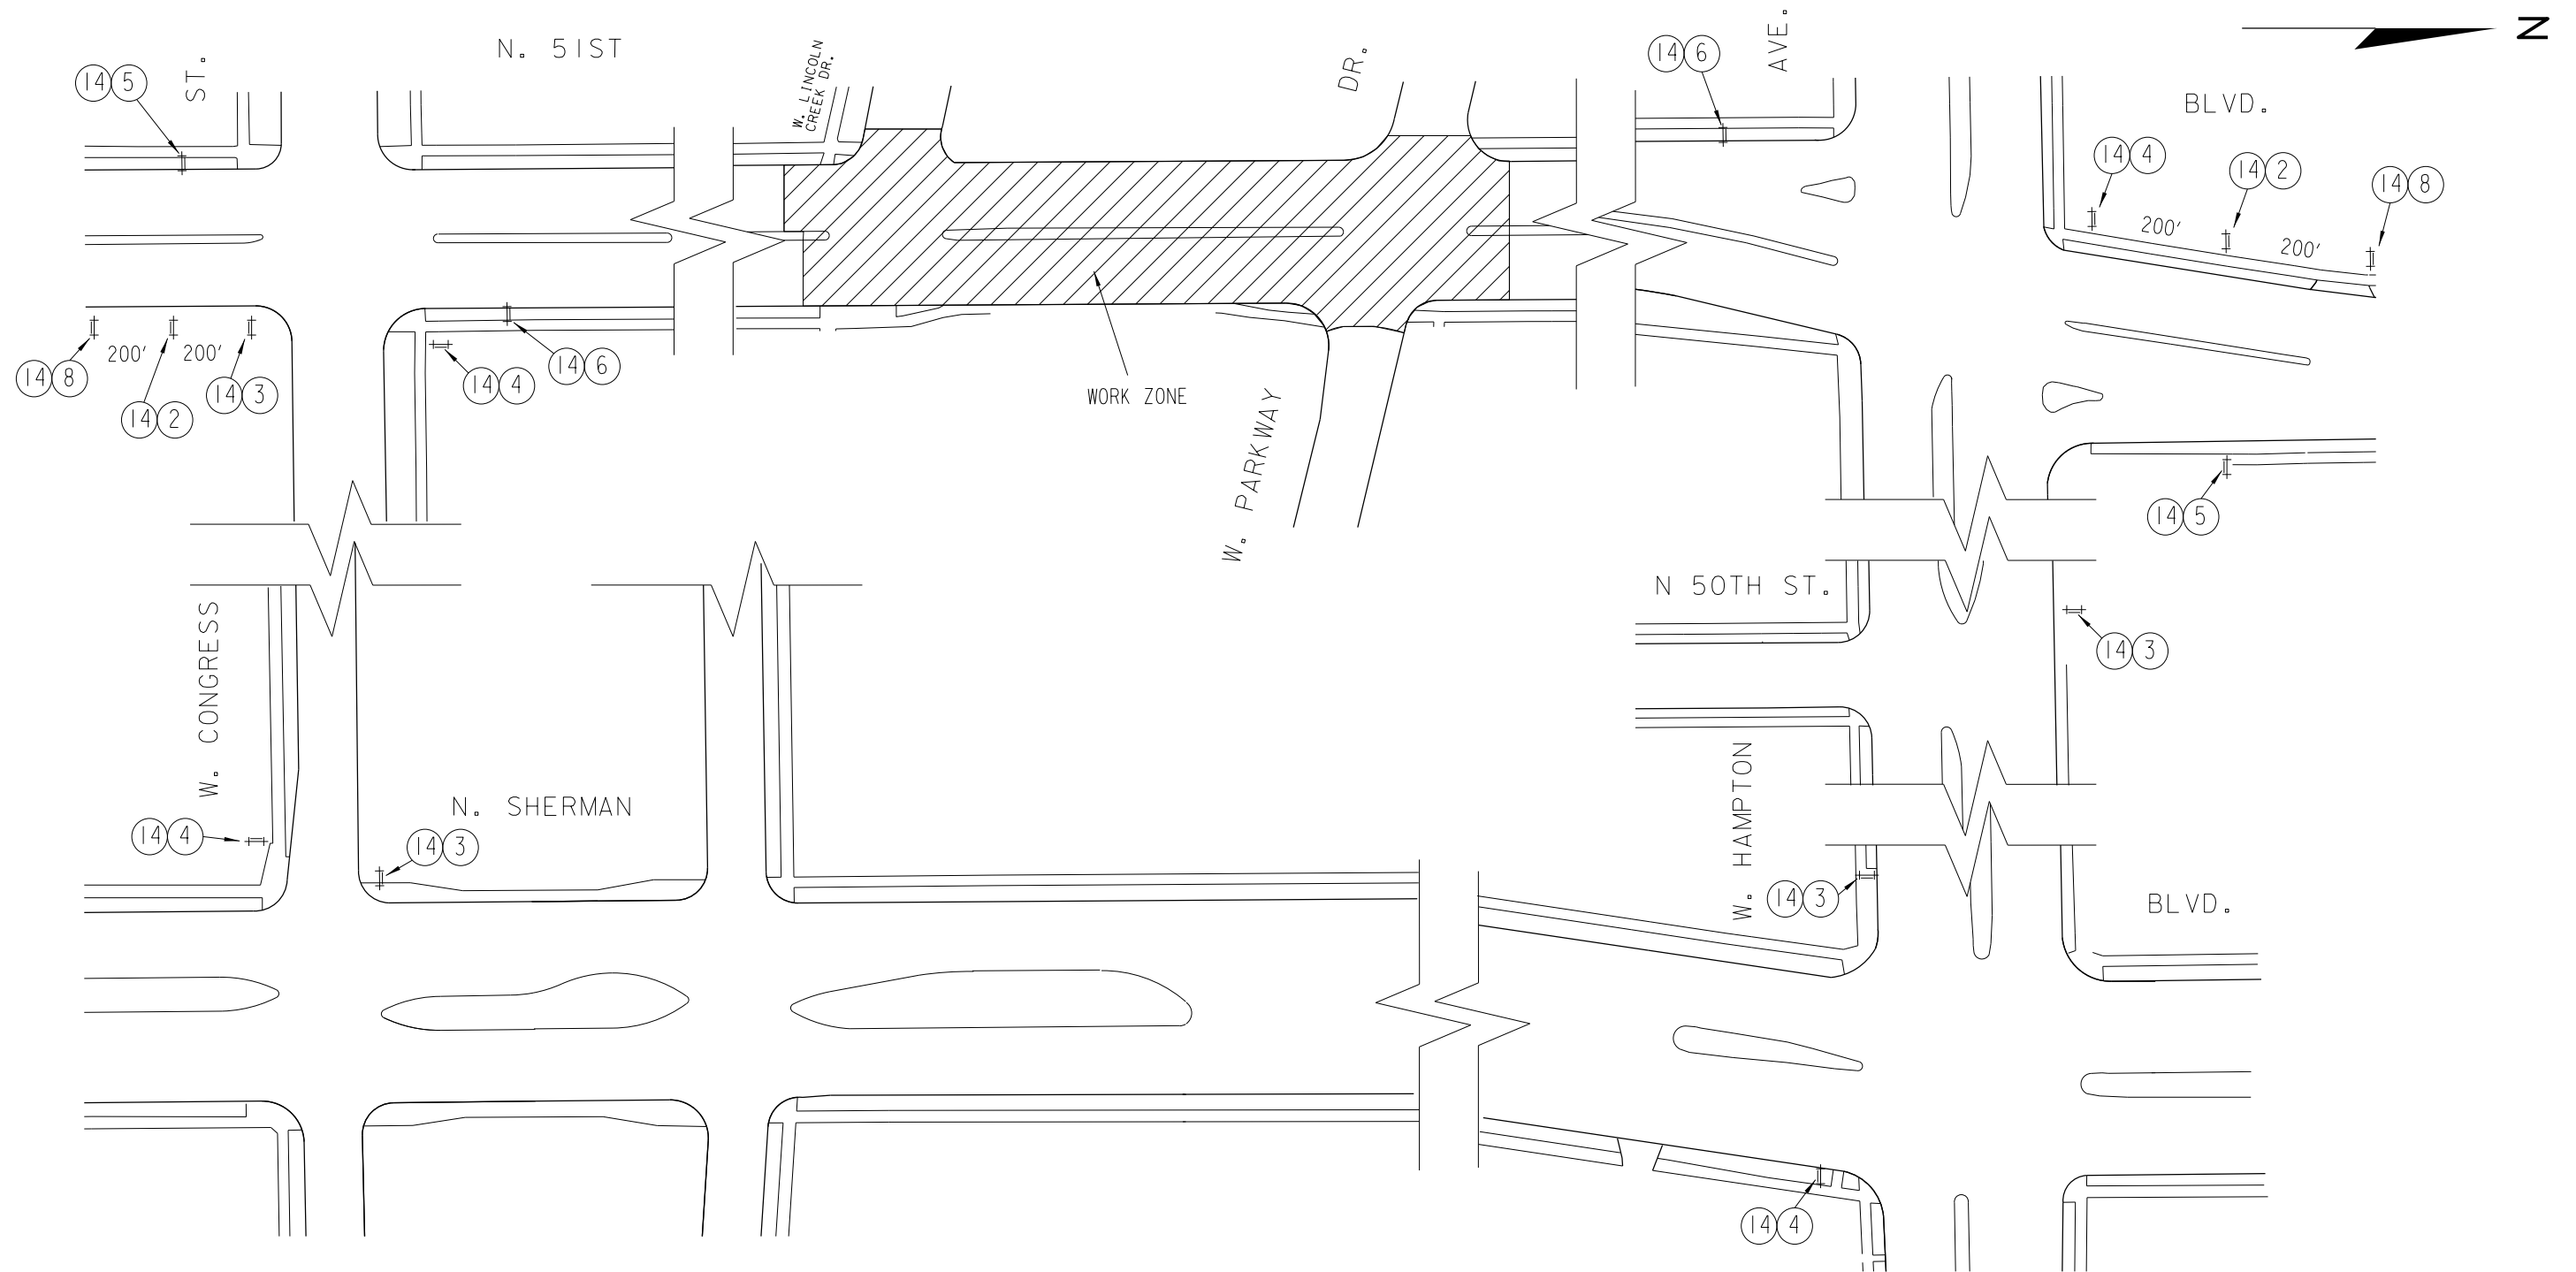 N. 51ST
BLVD.
ST.
W. LINCOLN
CREEK DR.
DR.
AVE.
N
14 5
14 6
14 4
14 2
14 8
200'
200'
14 8
200'
14 2
200'
14 3
14 4
14 6
WORK ZONE
W. PARKWAY
14 5
N 50TH ST.
14 3
W. CONGRESS
W. HAMPTON
N. SHERMAN
BLVD.
14 4
14 3
14 3
14 4